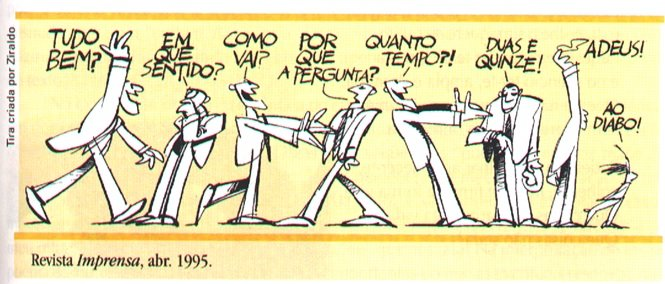 Tira criada por Ziraldo
TUDO
BEM?
EM
QUE
SENTIDO?
COMO
VAI?
POR
QUE
A PERGUNTA?
QUANTO
TEMPO?!
DUAS E
QUINZE!
ADEUS!
AO
DIABO!
Revista Imprensa, abr. 1995.